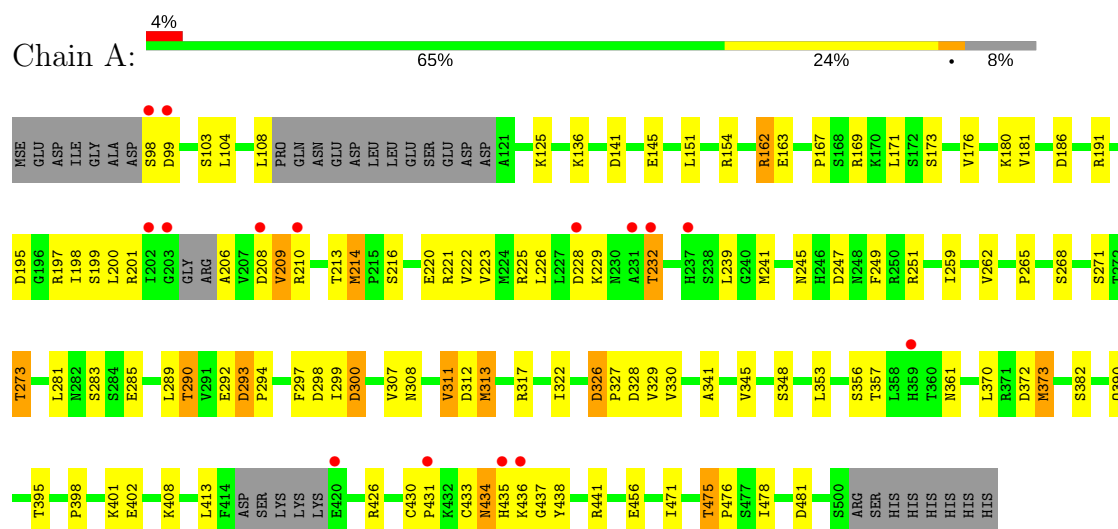 4%
Chain A:
65% 24% . 8%
MSE GLU ASP ILE GLY ALA ASP S98 D99 S103 L104 L108 PRO GLN ASN GLU ASP LEU LEU GLU SER GLU ASP ASP A121 K125 K136 D141 E145 L151 R154 R162 E163 P167 S168 R169 K170 L171 S172 S173 V176 K180 V181 D186 R191
D195 G196 R197 I198 S199 L200 R201 I202 G203 GLY ARG A206 V207 D208 V209 R210 T213 M214 P215 S216 E220 R221 V222 V223 M224 R225 L226 L227 D228 K229 N230 A231 T232 H237 S238 L239 G240 M241 N245 H246 D247 N248 F249 R250 R251 I259 V262 P265 S268 S271 T272
T273 L281 N282 S283 S284 E285 L289 T290 V291 E292 D293 P294 F297 D298 I299 D300 V307 N308 V311 D312 M313 R317 I322 D326 P327 D328 V329 V330 A341 V345 S348 L353 S356 T357 L358 H359 T360 N361 L370 R371 D372 M373 S382
T395 P398 K401 E402 K408 L413 F414 ASP SER LYS LYS LYS E420 R426 C430 P431 K432 C433 N434 H435 K436 G437 Y438 R441 E456 I471 T475 P476 S477 I478 D481 S500 ARG SER HIS HIS HIS HIS HIS HIS